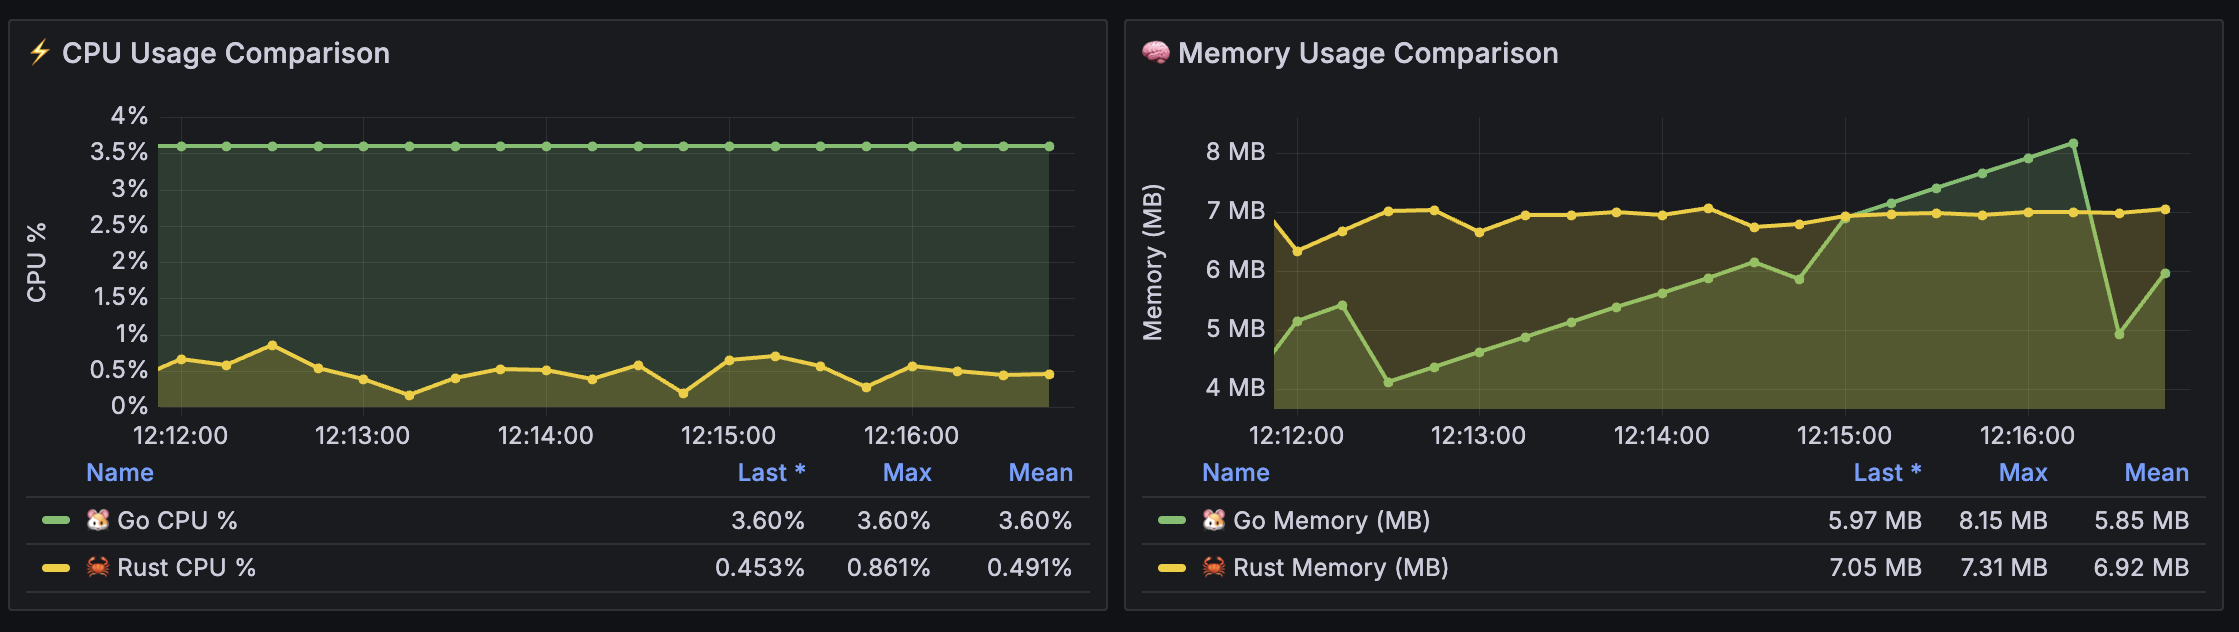 ⚡ CPU Usage Comparison
CPU %
4%
3.5%
3%
2.5%
2%
1.5%
1%
0.5%
0%
12:12:00 12:13:00 12:14:00 12:15:00 12:16:00
Name Last * Max Mean
🐹 Go CPU % 3.60% 3.60% 3.60%
🦀 Rust CPU % 0.453% 0.861% 0.491%
🧠 Memory Usage Comparison
Memory (MB)
8 MB
7 MB
6 MB
5 MB
4 MB
12:12:00 12:13:00 12:14:00 12:15:00 12:16:00
Name Last * Max Mean
🐹 Go Memory (MB) 5.97 MB 8.15 MB 5.85 MB
🦀 Rust Memory (MB) 7.05 MB 7.31 MB 6.92 MB